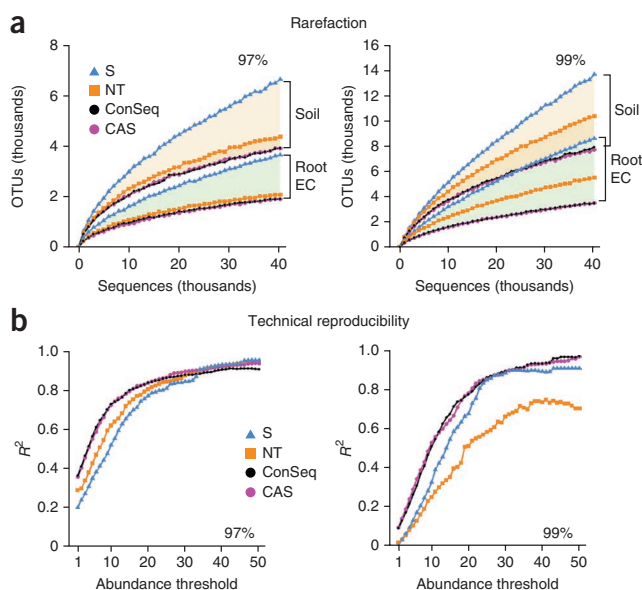 a
Rarefaction
8
6
4
2
0
OTUs (thousands)
97%
S
NT
ConSeq
CAS
Soil
Root
EC
0 10 20 30 40
Sequences (thousands)
16
14
12
10
8
6
4
2
0
OTUs (thousands)
99%
Soil
Root
EC
0 10 20 30 40
Sequences (thousands)
b
Technical reproducibility
1.0
0.8
0.6
0.4
0.2
0
R²
S
NT
ConSeq
CAS
97%
1 10 20 30 40 50
Abundance threshold
1.0
0.8
0.6
0.4
0.2
0
R²
99%
1 10 20 30 40 50
Abundance threshold